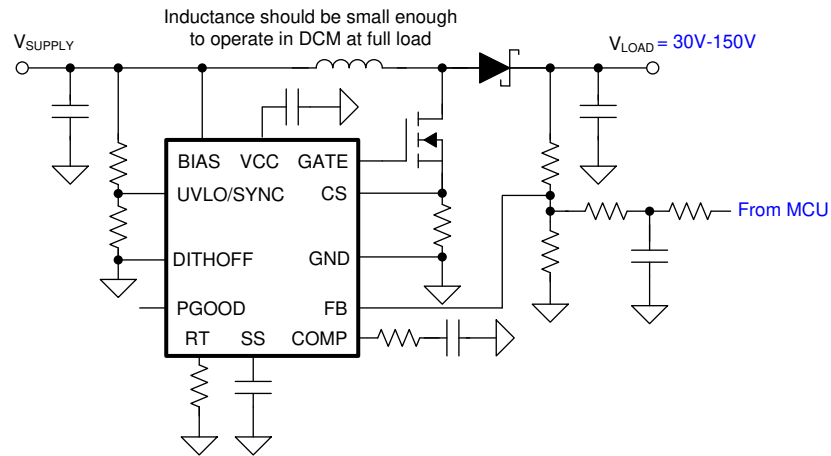 Inductance should be small enough
to operate in DCM at full load
VSUPPLY
VLOAD = 30V-150V
BIAS VCC GATE
UVLO/SYNC CS
From MCU
DITHOFF GND
PGOOD FB
RT SS COMP